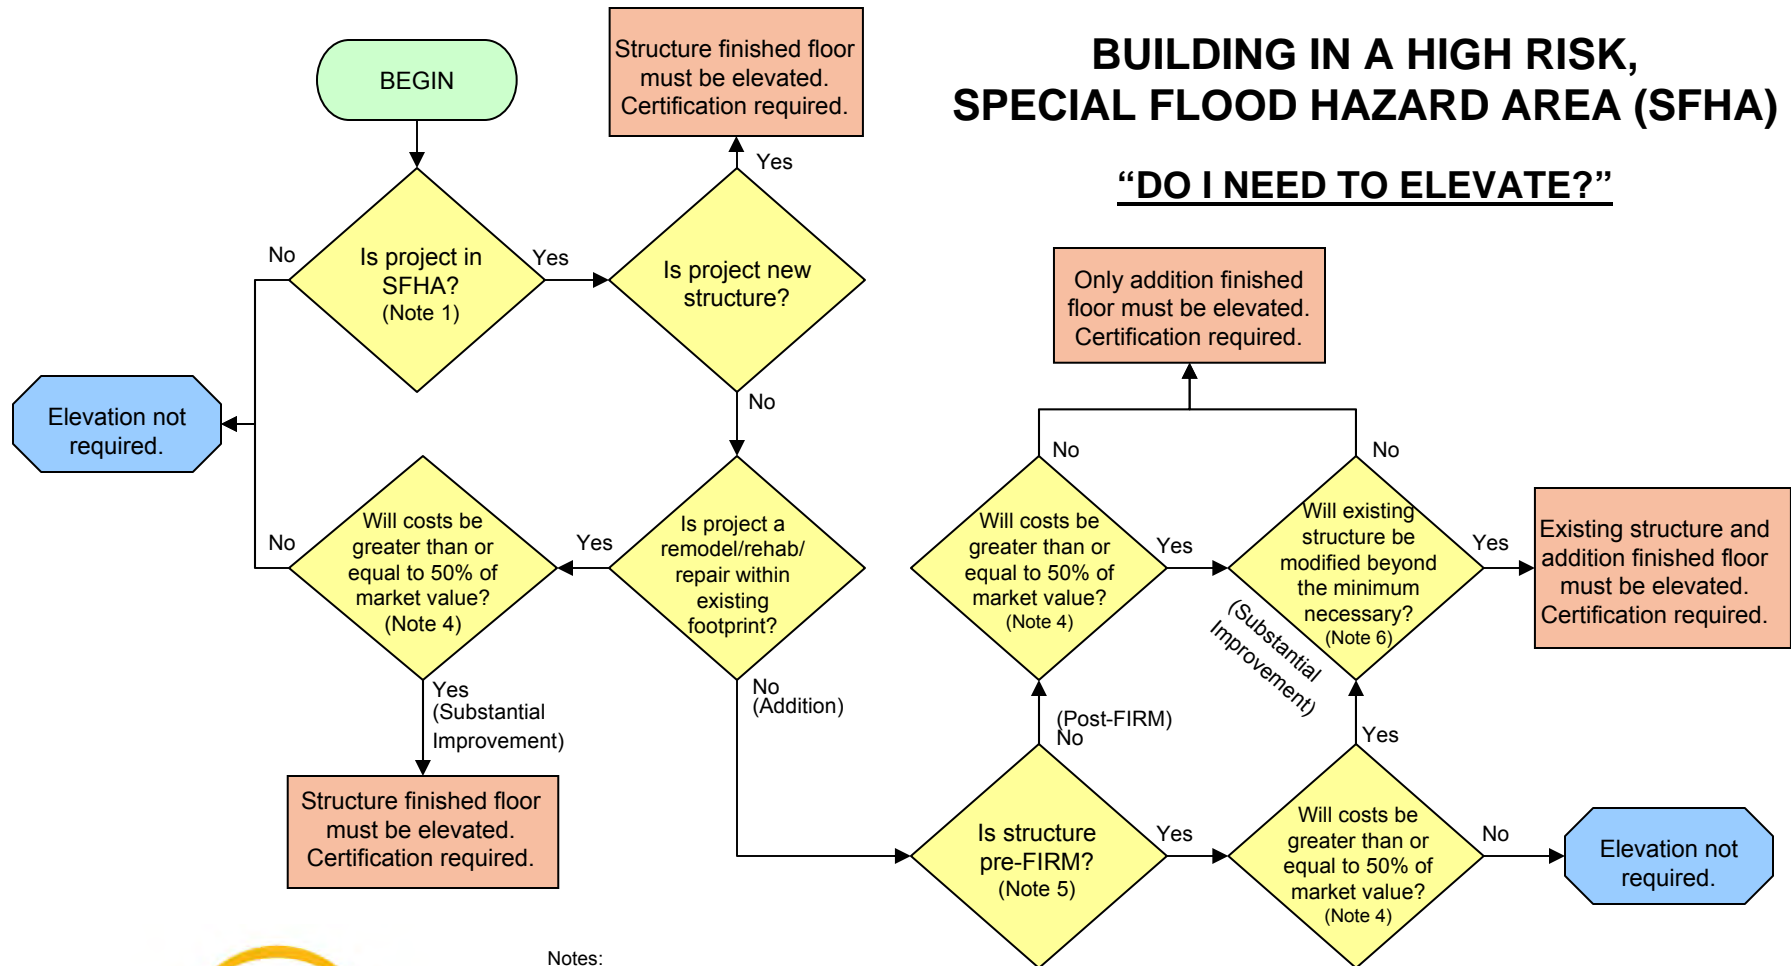 BUILDING IN A HIGH RISK,
SPECIAL FLOOD HAZARD AREA (SFHA)
“DO I NEED TO ELEVATE?”
BEGIN
Structure finished floor
must be elevated.
Certification required.
Yes
Is project in
SFHA?
(Note 1)
No
Yes
Is project new
structure?
No
Elevation not
required.
Will costs be
greater than or
equal to 50% of
market value?
(Note 4)
No
Yes
Is project a
remodel/rehab/
repair within
existing
footprint?
Yes
(Substantial
Improvement)
No
(Addition)
Structure finished floor
must be elevated.
Certification required.
Only addition finished
floor must be elevated.
Certification required.
No
No
Will costs be
greater than or
equal to 50% of
market value?
(Note 4)
Yes
Will existing
structure be
modified beyond
the minimum
necessary?
(Note 6)
Yes
Existing structure and
addition finished floor
must be elevated.
Certification required.
(Substantial
Improvement)
(Post-FIRM)
No
Yes
Is structure
pre-FIRM?
(Note 5)
Yes
Will costs be
greater than or
equal to 50% of
market value?
(Note 4)
No
Elevation not
required.
Notes: